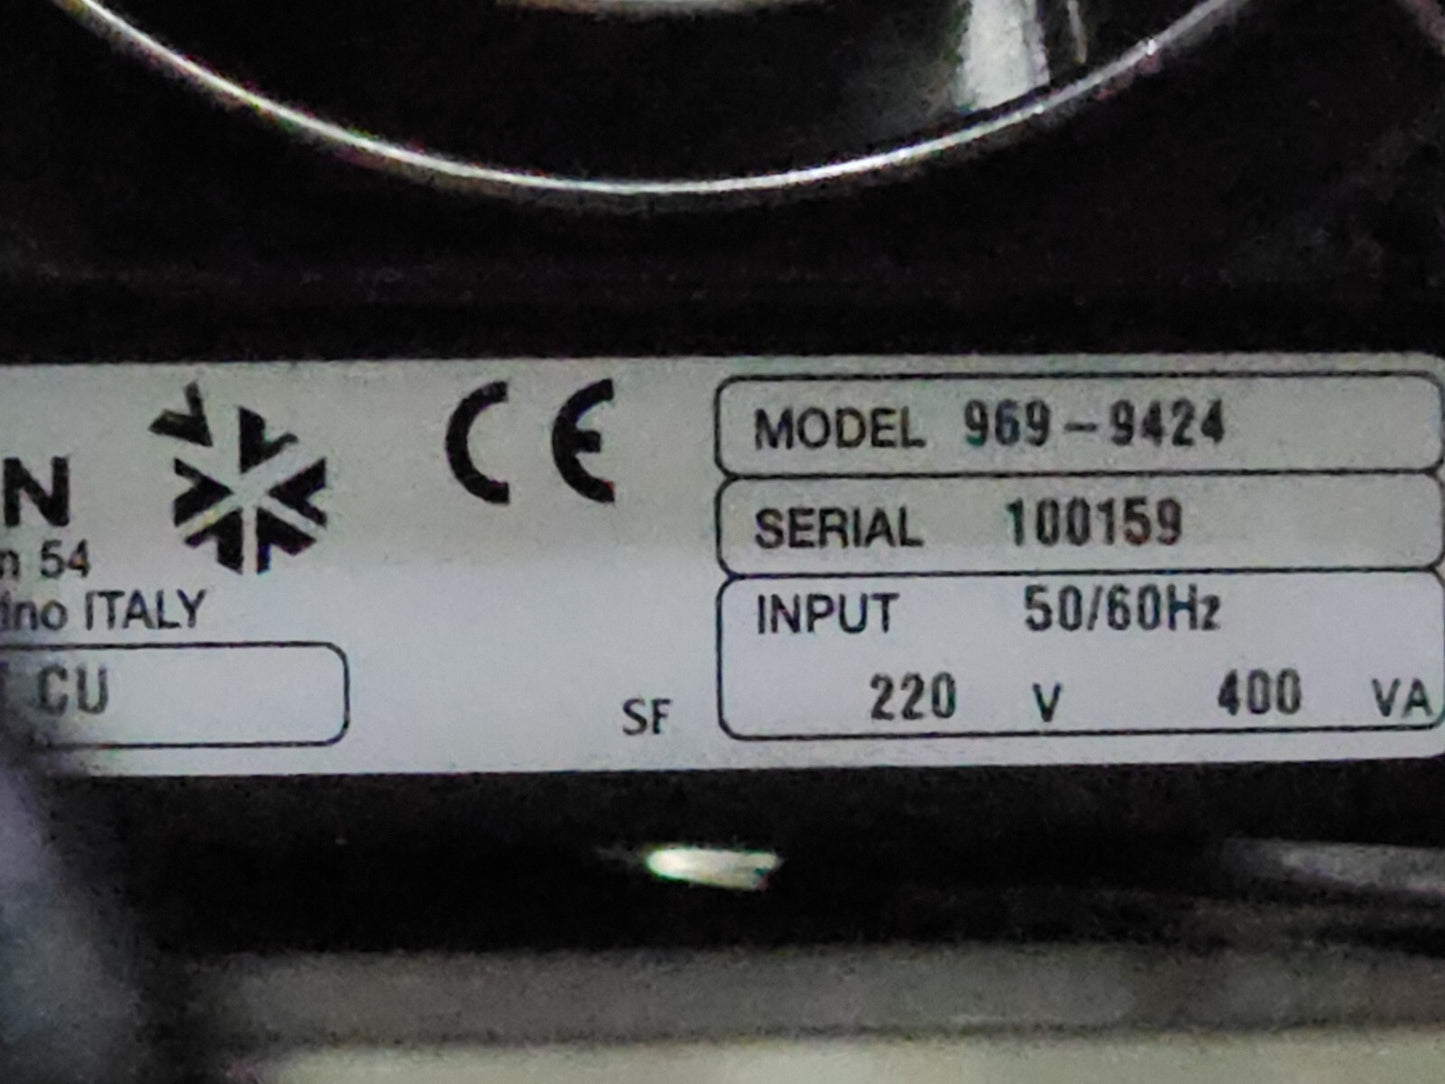 N
CE
MODEL 969-9424
n 54
SERIAL 100159
ino ITALY
INPUT 50/60Hz
CU
SF
220 V 400 VA